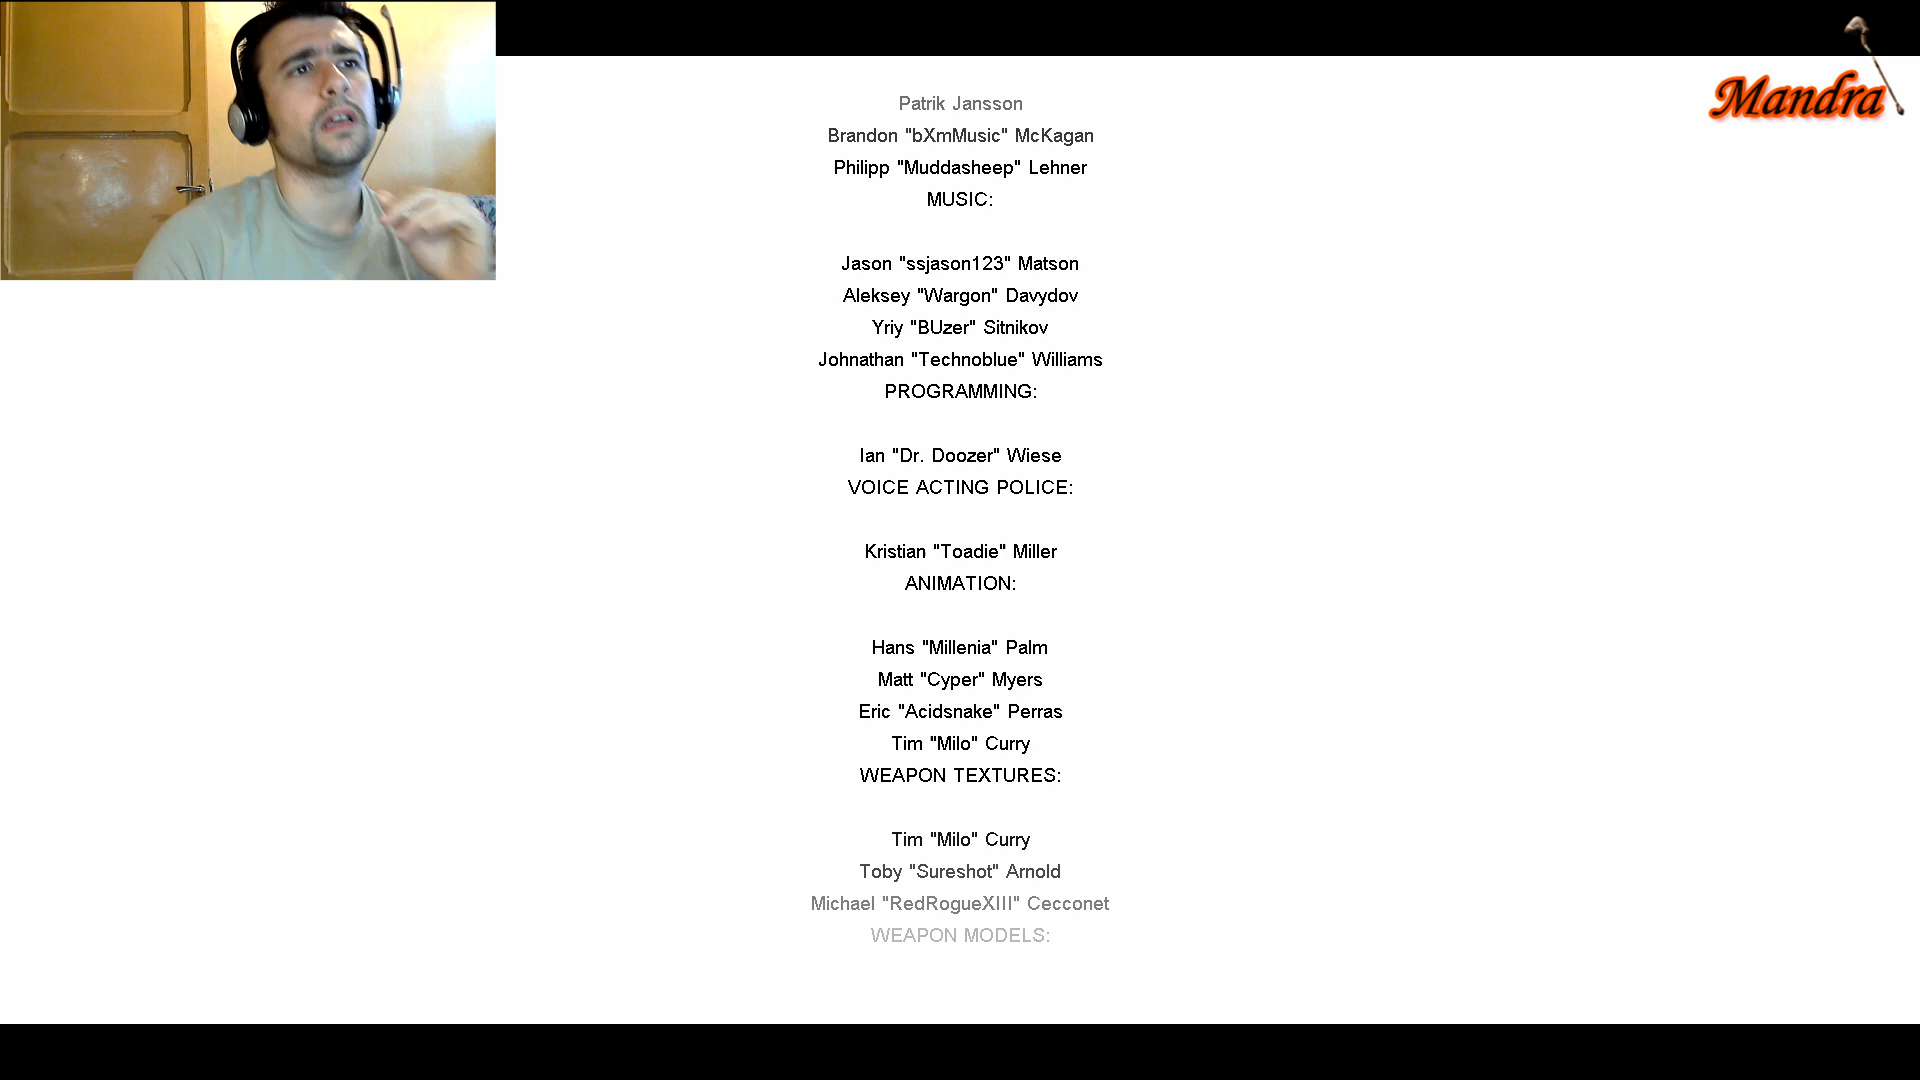 Mandra
Patrik Jansson
Brandon "bXmMusic" McKagan
Philipp "Muddasheep" Lehner
MUSIC:
Jason "ssjason123" Matson
Aleksey "Wargon" Davydov
Yriy "BUzer" Sitnikov
Johnathan "Technoblue" Williams
PROGRAMMING:
Ian "Dr. Doozer" Wiese
VOICE ACTING POLICE:
Kristian "Toadie" Miller
ANIMATION:
Hans "Millenia" Palm
Matt "Cyper" Myers
Eric "Acidsnake" Perras
Tim "Milo" Curry
WEAPON TEXTURES:
Tim "Milo" Curry
Toby "Sureshot" Arnold
Michael "RedRogueXIII" Cecconet
WEAPON MODELS: